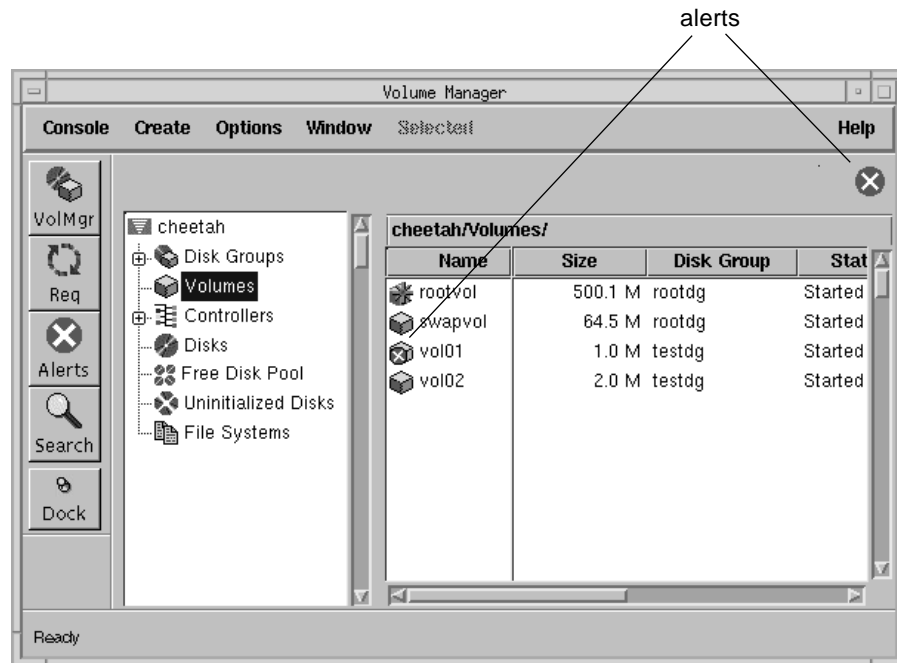 alerts
Volume Manager
Console Create Options Window Selected Help
VolMgr
Req
Alerts
Search
Dock
cheetah
Disk Groups
Volumes
Controllers
Disks
Free Disk Pool
Uninitialized Disks
File Systems
cheetah/Volumes/
Name Size Disk Group Stat
rootvol 500.1 M rootdg Started
swapvol 64.5 M rootdg Started
vol01 1.0 M testdg Started
vol02 2.0 M testdg Started
Ready